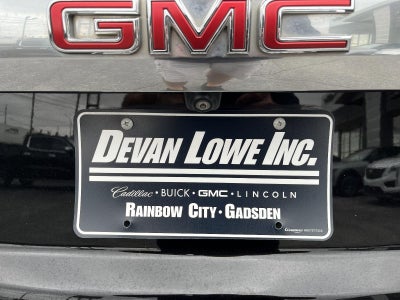 GMC
DEVAN LOWE INC.
Cadillac · BUICK · GMC · LINCOLN
RAINBOW CITY · GADSDEN